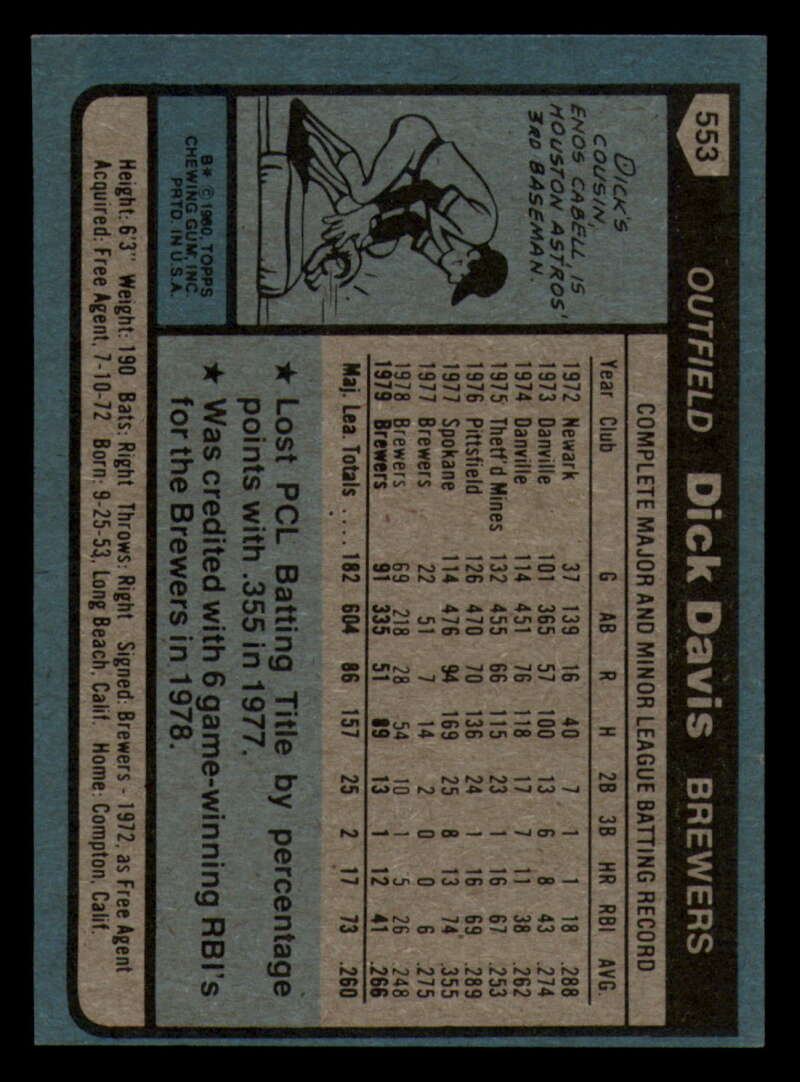 553
OUTFIELD Dick Davis BREWERS
DICK'S
COUSIN,
ENOS CABELL, IS
HOUSTON ASTROS'
3RD BASEMAN.
B* © 1980, TOPPS
CHEWING GUM, INC.
PRTD. IN U.S.A.
COMPLETE MAJOR AND MINOR LEAGUE BATTING RECORD
Year Club G AB R H 2B 3B HR RBI AVG.
1972 Newark 37 139 16 40 7 1 1 18 .288
1973 Danville 101 365 57 100 13 6 8 43 .274
1974 Danville 114 451 76 118 17 7 11 38 .262
1975 Thetf'd Mines 132 455 66 115 23 1 16 67 .253
1976 Pittsfield 126 470 70 136 24 1 16 69 .289
1977 Spokane 114 476 94 169 25 8 13 74 .355
1977 Brewers 22 51 7 14 2 0 0 6 .275
1978 Brewers 69 218 28 54 10 1 5 26 .248
1979 Brewers 91 335 51 89 13 1 12 41 .266
Maj. Lea. Totals .... 182 604 86 157 25 2 17 73 .260
★ Lost PCL Batting Title by percentage
points with .355 in 1977.
★ Was credited with 6 game-winning RBI's
for the Brewers in 1978.
Height: 6'3" Weight: 190 Bats: Right Throws: Right Signed: Brewers - 1972, as Free Agent
Acquired: Free Agent, 7-10-72 Born: 9-25-53, Long Beach, Calif. Home: Compton, Calif.